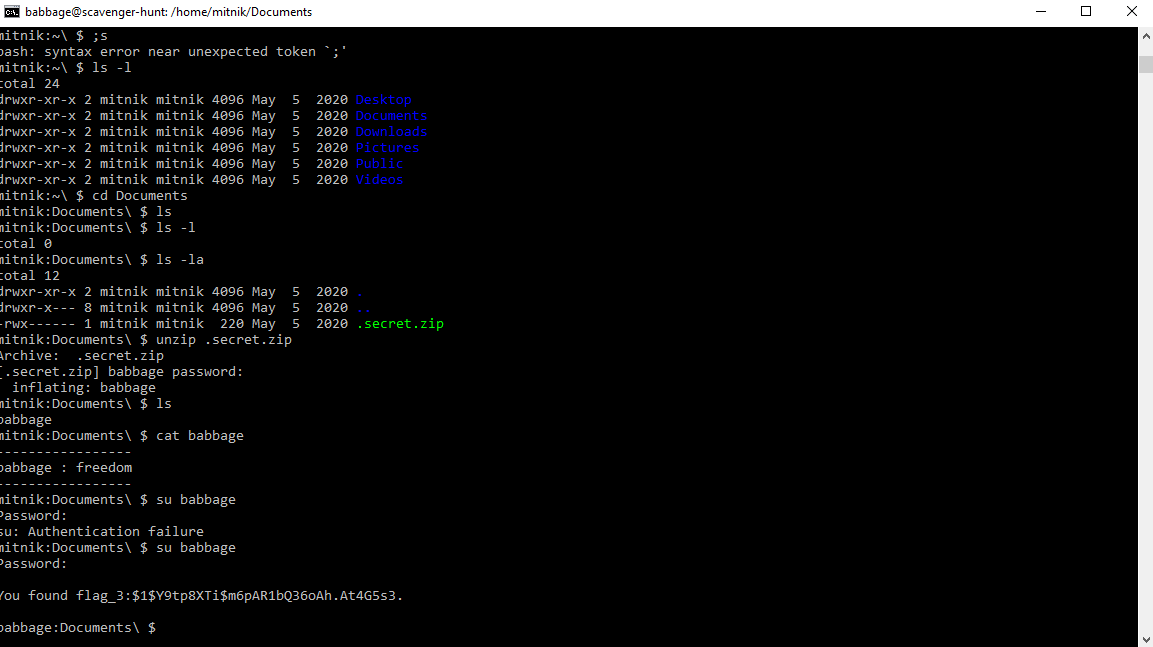 babbage@scavenger-hunt: /home/mitnik/Documents
mitnik:~\ $ ;s
bash: syntax error near unexpected token `;'
mitnik:~\ $ ls -l
total 24
drwxr-xr-x 2 mitnik mitnik 4096 May  5  2020 Desktop
drwxr-xr-x 2 mitnik mitnik 4096 May  5  2020 Documents
drwxr-xr-x 2 mitnik mitnik 4096 May  5  2020 Downloads
drwxr-xr-x 2 mitnik mitnik 4096 May  5  2020 Pictures
drwxr-xr-x 2 mitnik mitnik 4096 May  5  2020 Public
drwxr-xr-x 2 mitnik mitnik 4096 May  5  2020 Videos
mitnik:~\ $ cd Documents
mitnik:Documents\ $ ls
mitnik:Documents\ $ ls -l
total 0
mitnik:Documents\ $ ls -la
total 12
drwxr-xr-x 2 mitnik mitnik 4096 May  5  2020 .
drwxr-x--- 8 mitnik mitnik 4096 May  5  2020 ..
-rwx------ 1 mitnik mitnik  220 May  5  2020 .secret.zip
mitnik:Documents\ $ unzip .secret.zip
Archive:  .secret.zip
[.secret.zip] babbage password:
  inflating: babbage
mitnik:Documents\ $ ls
babbage
mitnik:Documents\ $ cat babbage
-----------------
babbage : freedom
-----------------
mitnik:Documents\ $ su babbage
Password:
su: Authentication failure
mitnik:Documents\ $ su babbage
Password:
You found flag_3:$1$Y9tp8XTi$m6pAR1bQ36oAh.At4G5s3.
babbage:Documents\ $